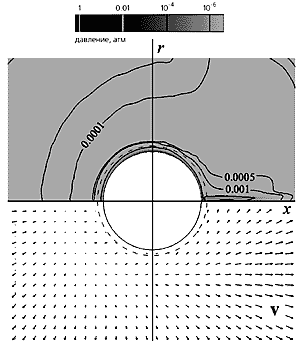 1 0.01 10⁻⁴ 10⁻⁶
давление, атм
r
0.0001
0.0005
0.001
x
v